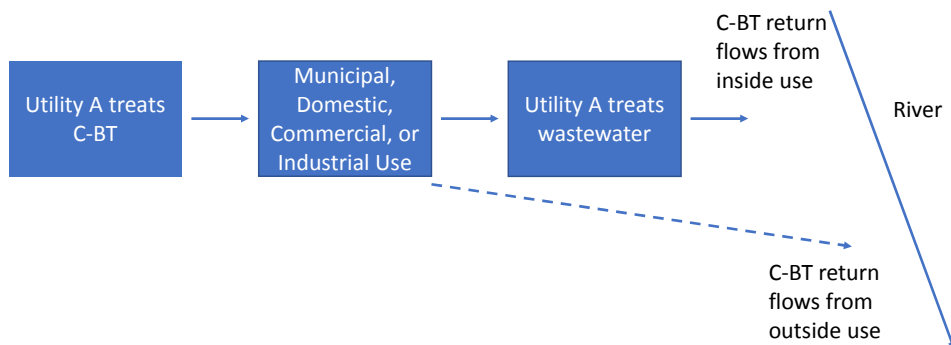 Utility A treats
C-BT
Municipal,
Domestic,
Commercial, or
Industrial Use
Utility A treats
wastewater
C-BT return
flows from
inside use
River
C-BT return
flows from
outside use